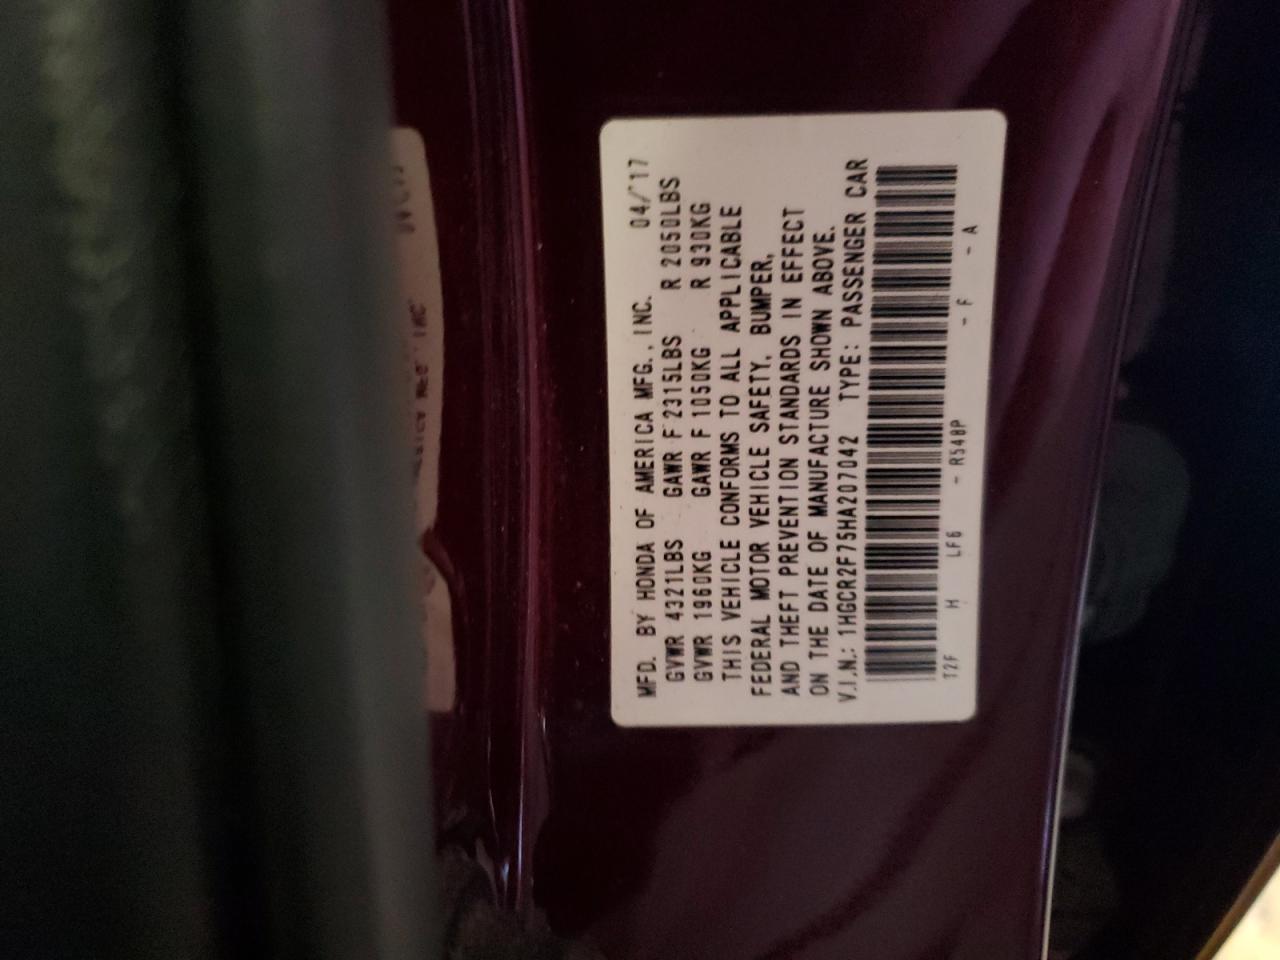 MFD. BY HONDA OF AMERICA MFG., INC. 04/'17
GVWR 4321LBS GAWR F 2315LBS R 2050LBS
GVWR 1960KG GAWR F 1050KG R 930KG
THIS VEHICLE CONFORMS TO ALL APPLICABLE
FEDERAL MOTOR VEHICLE SAFETY, BUMPER,
AND THEFT PREVENTION STANDARDS IN EFFECT
ON THE DATE OF MANUFACTURE SHOWN ABOVE.
V.I.N.: 1HGCR2F75HA207042 TYPE: PASSENGER CAR
T2F H LF6 - R548P - F - A